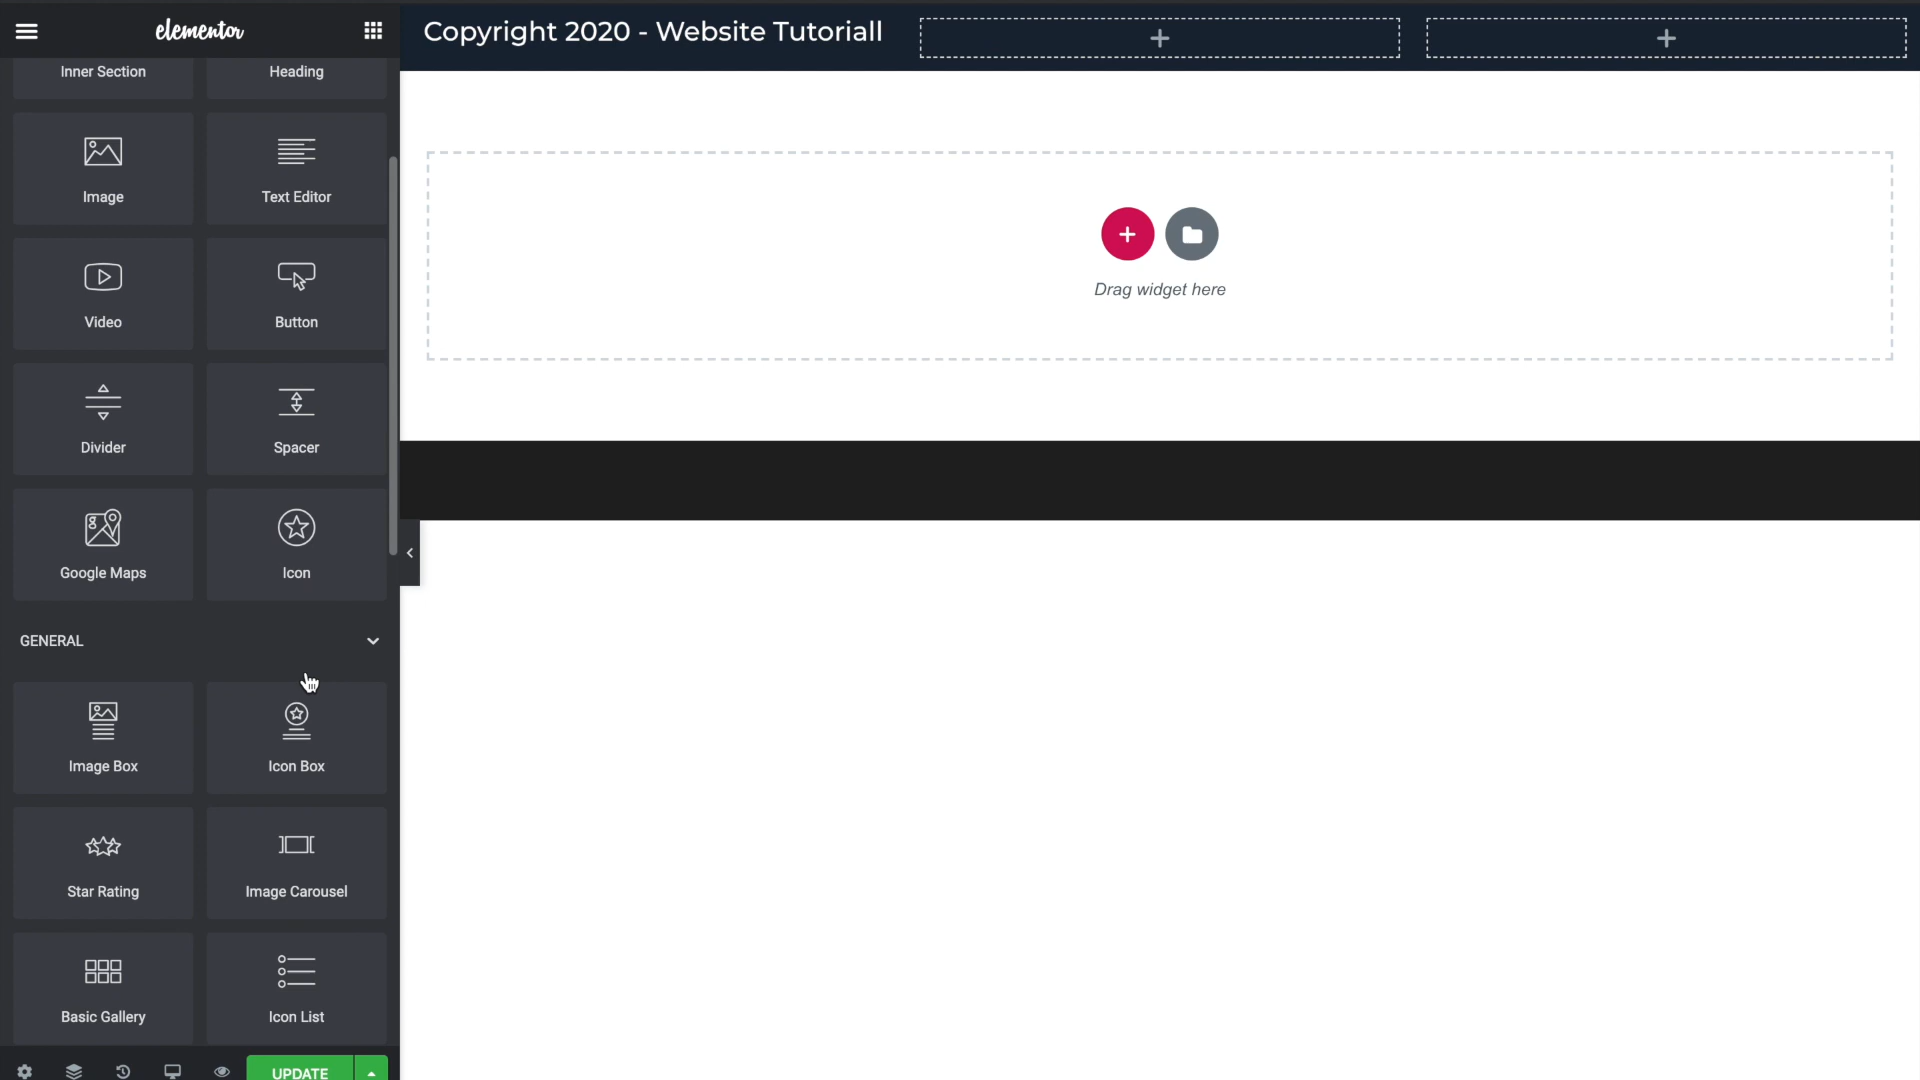 elementor
Copyright 2020 - Website Tutoriall
Inner Section
Heading
Image
Text Editor
Drag widget here
Video
Button
Divider
Spacer
Google Maps
Icon
GENERAL
Image Box
Icon Box
Star Rating
Image Carousel
Basic Gallery
Icon List
UPDATE